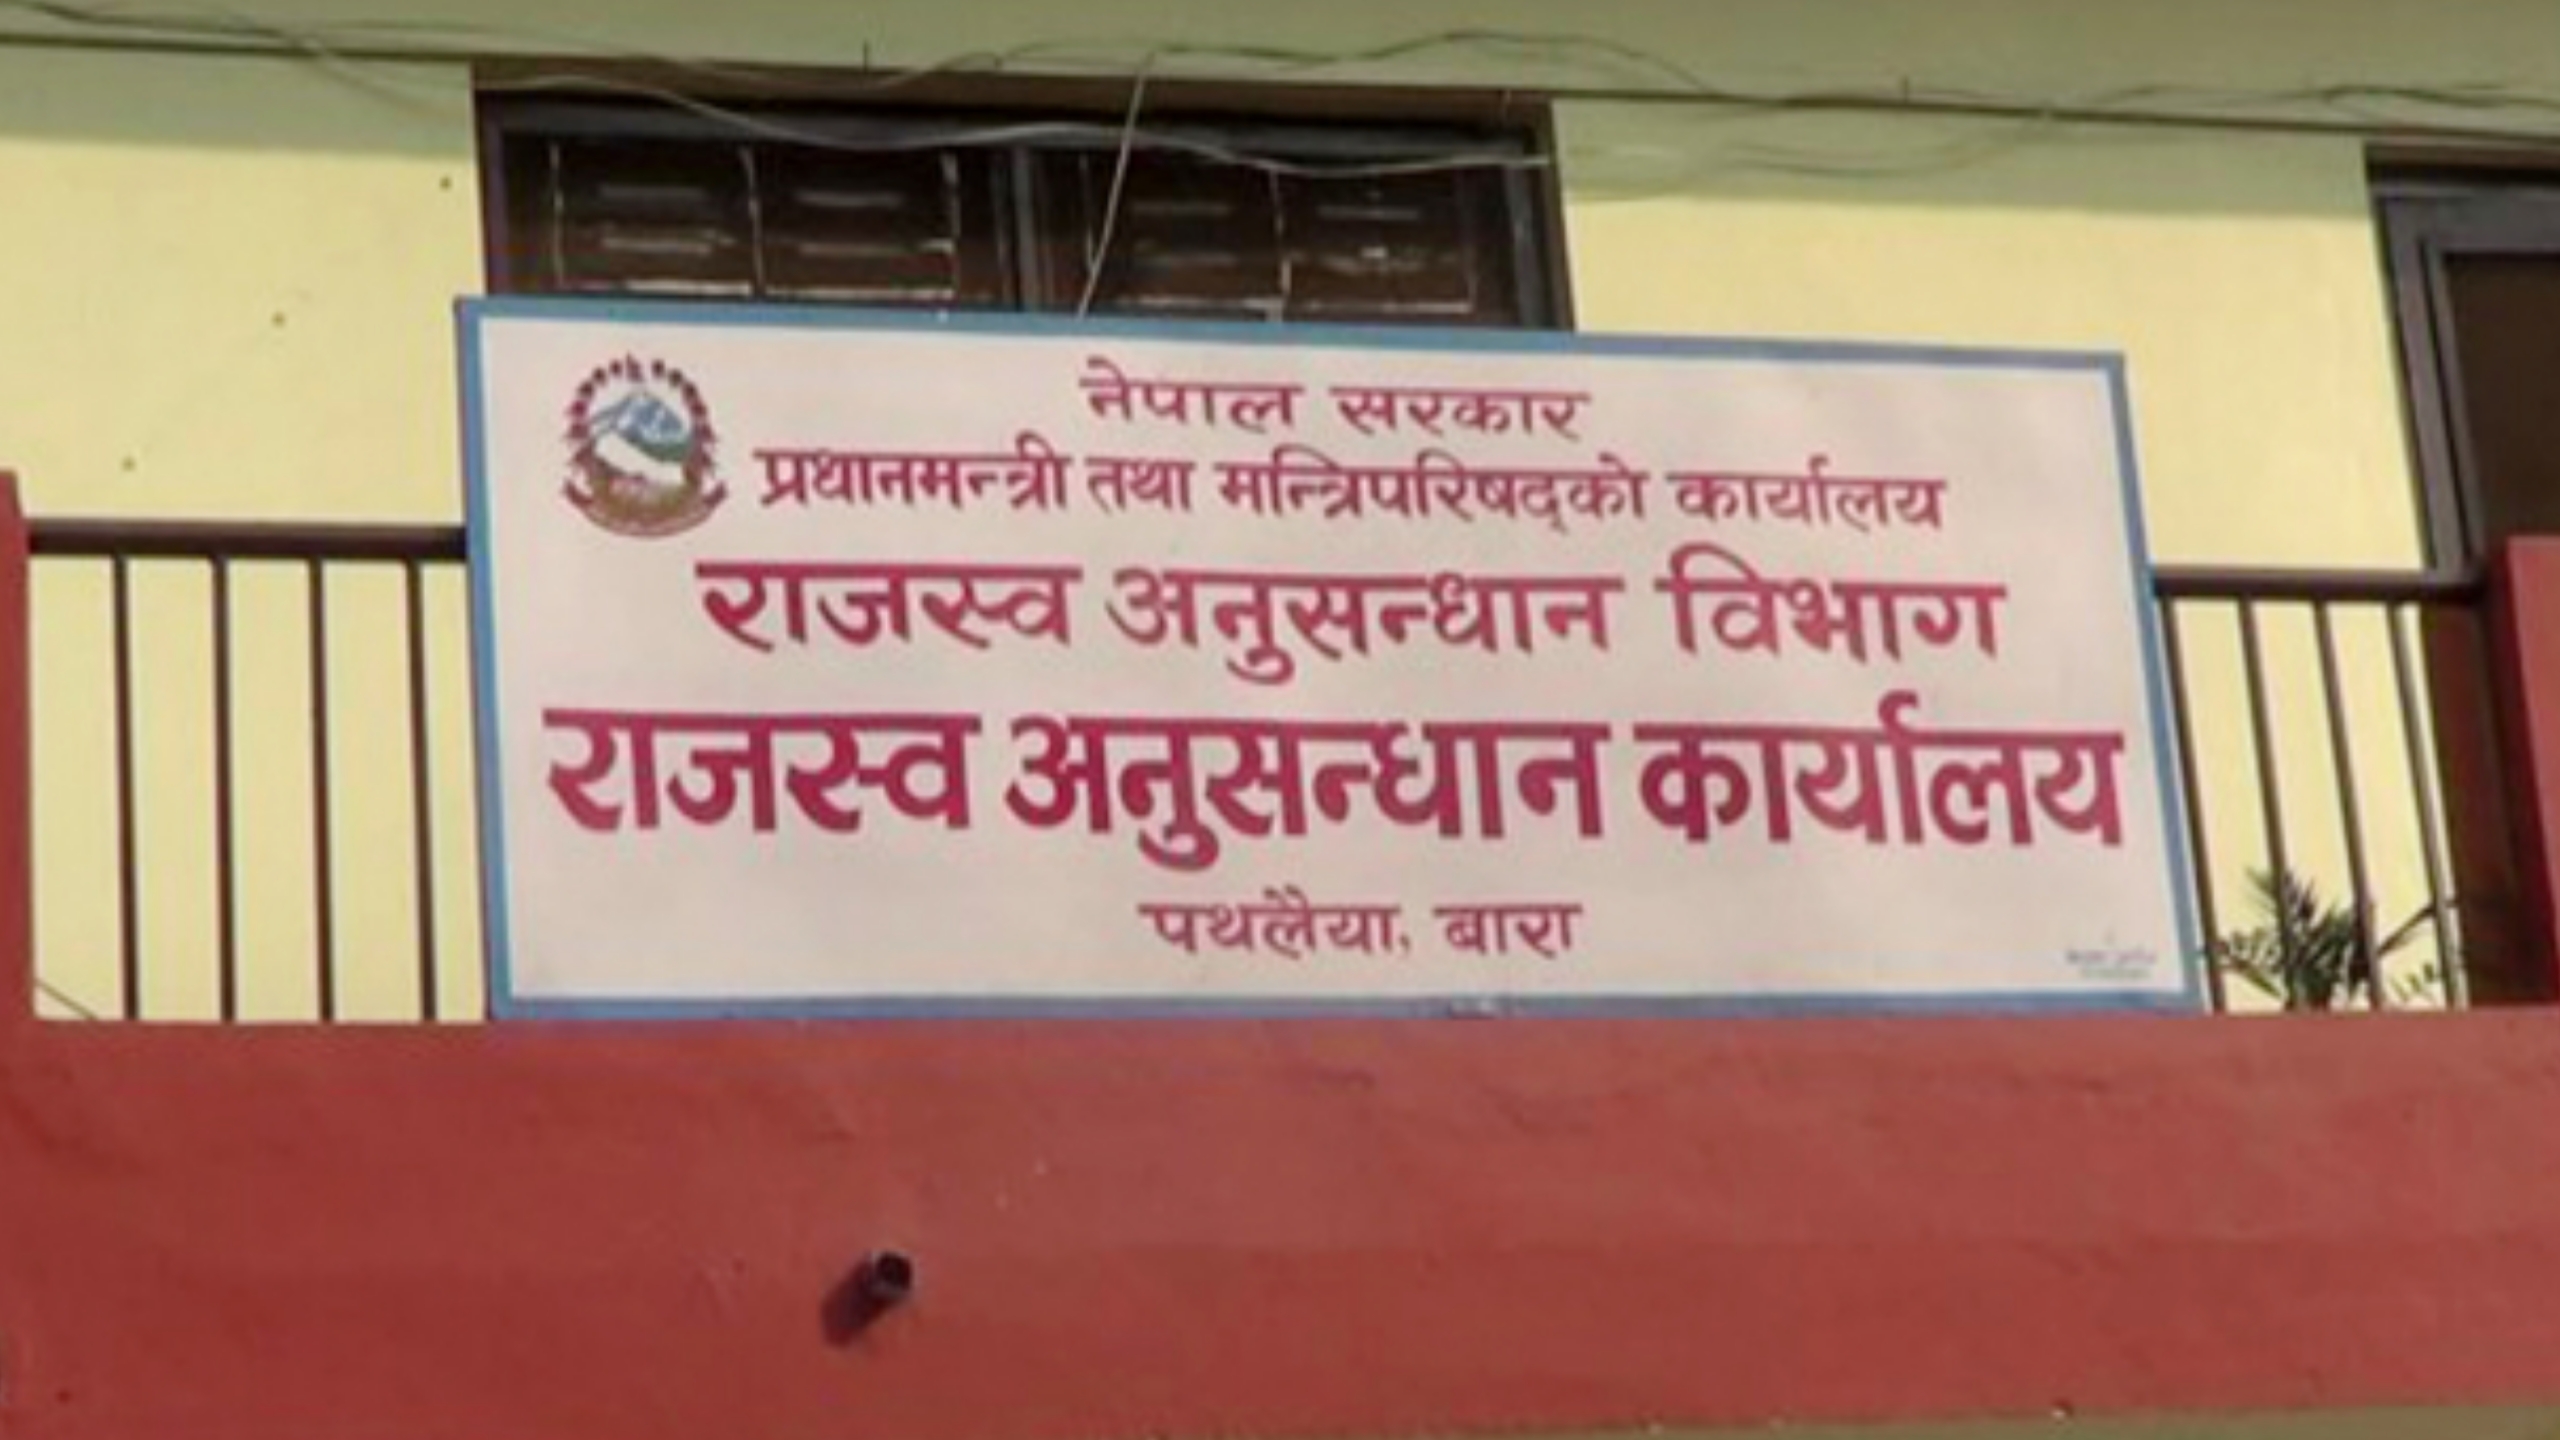 नेपाल सरकार
प्रधानमन्त्री तथा मन्त्रिपरिषद्को कार्यालय
राजस्व अनुसन्धान विभाग
राजस्व अनुसन्धान कार्यालय
पथलैया, बारा